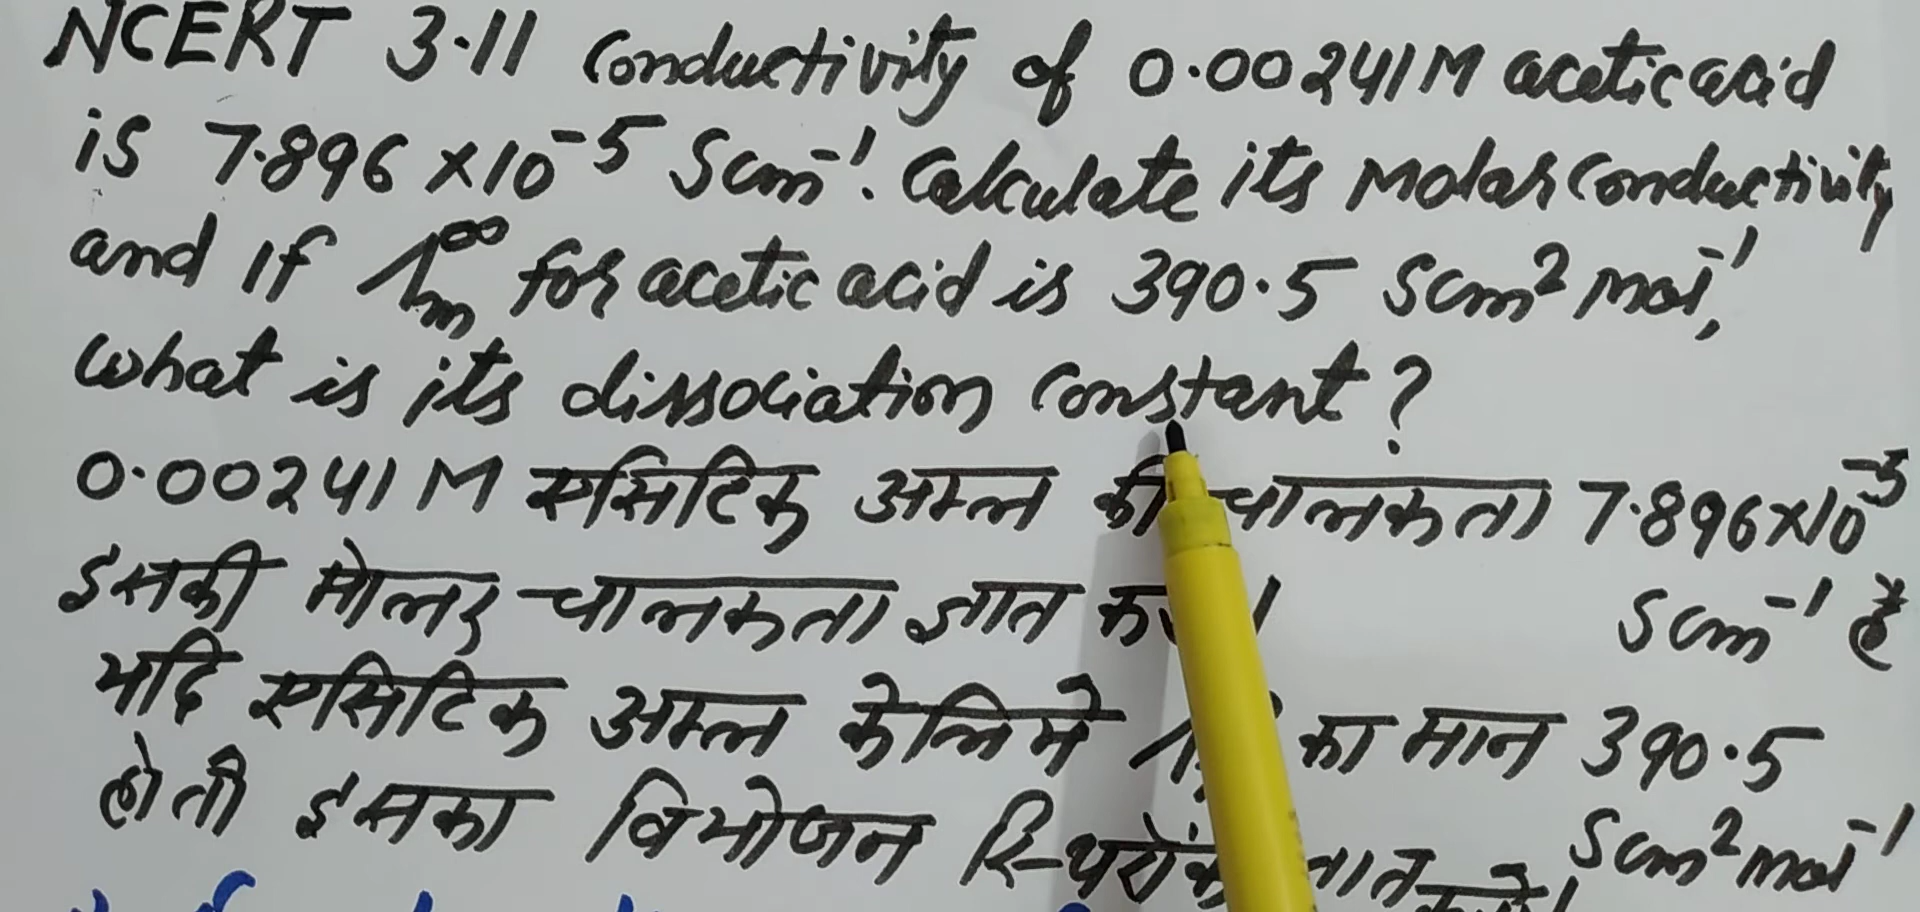 NCERT 3.11 Conductivity of 0.00241M acetic acid
is 7.896 ×10⁻⁵ Scm⁻¹. Calculate its Molar Conductivity
and If Λm∞ for acetic acid is 390.5 Scm² mol⁻¹,
what is its dissociation constant?
0.00241 M एसिटिक अम्ल की चालकता 7.896×10⁻⁵
Scm⁻¹ है
इसकी मोलर चालकता ज्ञात
यदि एसिटिक अम्ल के लिये का मान 390.5
Scm² mol⁻¹
हो तो इसका वियोजन